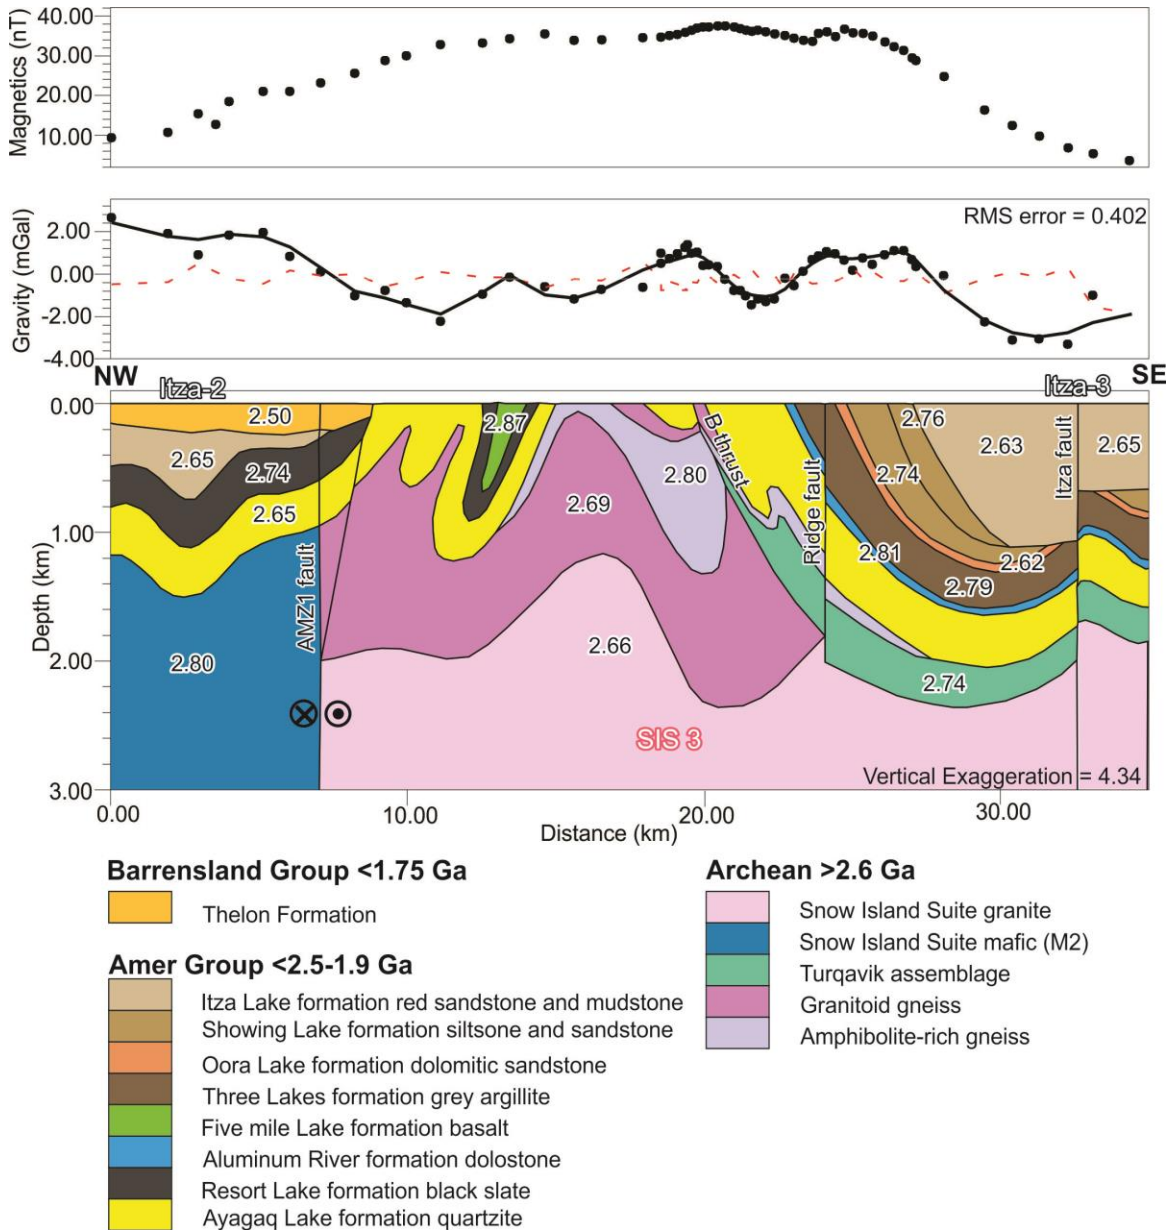 Magnetics (nT)
40.00
30.00
20.00
10.00
Gravity (mGal)
2.00
0.00
-2.00
-4.00
RMS error = 0.402
NW
SE
Itza-2
Itza-3
Depth (km)
0.00
1.00
2.00
3.00
2.50
2.65
2.74
2.65
2.80
AMZ1 fault
2.87
2.69
2.80
2.66
B-thrust
Ridge fault
2.76
2.74
2.63
2.65
Itza fault
2.81
2.62
2.79
2.74
SIS 3
Vertical Exaggeration = 4.34
0.00
10.00
20.00
30.00
Distance (km)
Barrensland Group <1.75 Ga
Thelon Formation
Amer Group <2.5-1.9 Ga
Itza Lake formation red sandstone and mudstone
Showing Lake formation siltsone and sandstone
Oora Lake formation dolomitic sandstone
Three Lakes formation grey argillite
Five mile Lake formation basalt
Aluminum River formation dolostone
Resort Lake formation black slate
Ayagaq Lake formation quartzite
Archean >2.6 Ga
Snow Island Suite granite
Snow Island Suite mafic (M2)
Turqavik assemblage
Granitoid gneiss
Amphibolite-rich gneiss